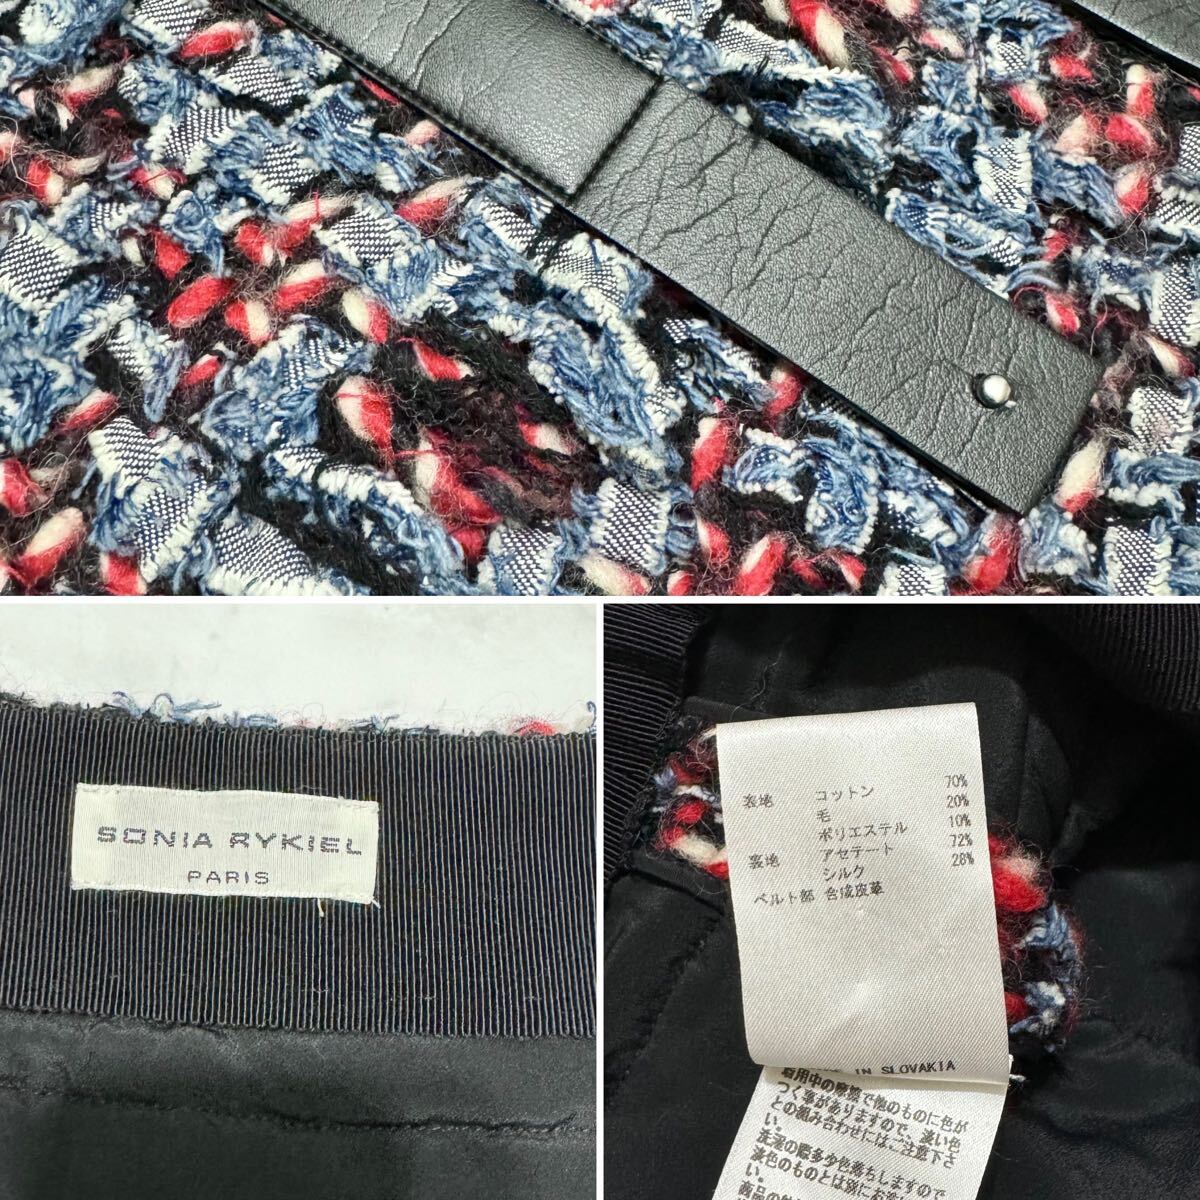 SONIA RYKIEL
PARIS
表地 コットン 70%
毛 20%
ポリエステル 10%
裏地 アセテート 72%
シルク 28%
ベルト部 合成皮革
IN SLOVAKIA
着用中の摩擦で他のものに色が
つく事がありますので、淡い色
との組み合わせにはご注意下さ
い。
洗濯の際多少色落ちしますので
淡色のものとは別にお洗